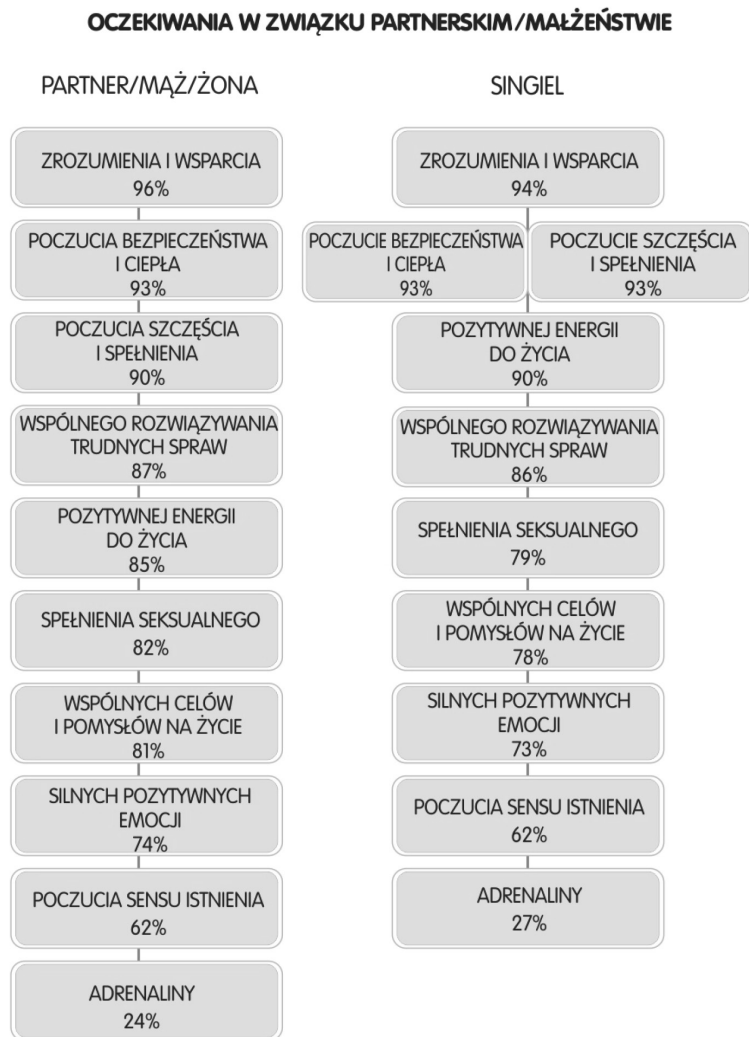 OCZEKIWANIA W ZWIĄZKU PARTNERSKIM/MAŁŻEŃSTWIE
PARTNER/MĄŻ/ŻONA
ZROZUMIENIA I WSPARCIA
96%
POCZUCIA BEZPIECZEŃSTWA
I CIEPŁA
93%
POCZUCIA SZCZĘŚCIA
I SPEŁNIENIA
90%
WSPÓLNEGO ROZWIĄZYWANIA
TRUDNYCH SPRAW
87%
POZYTYWNEJ ENERGII
DO ŻYCIA
85%
SPEŁNIENIA SEKSUALNEGO
82%
WSPÓLNYCH CELÓW
I POMYSŁÓW NA ŻYCIE
81%
SILNYCH POZYTYWNYCH
EMOCJI
74%
POCZUCIA SENSU ISTNIENIA
62%
ADRENALINY
24%
SINGIEL
ZROZUMIENIA I WSPARCIA
94%
POCZUCIE BEZPIECZEŃSTWA
I CIEPŁA
93%
POCZUCIE SZCZĘŚCIA
I SPEŁNIENIA
93%
POZYTYWNEJ ENERGII
DO ŻYCIA
90%
WSPÓLNEGO ROZWIĄZYWANIA
TRUDNYCH SPRAW
86%
SPEŁNIENIA SEKSUALNEGO
79%
WSPÓLNYCH CELÓW
I POMYSŁÓW NA ŻYCIE
78%
SILNYCH POZYTYWNYCH
EMOCJI
73%
POCZUCIA SENSU ISTNIENIA
62%
ADRENALINY
27%